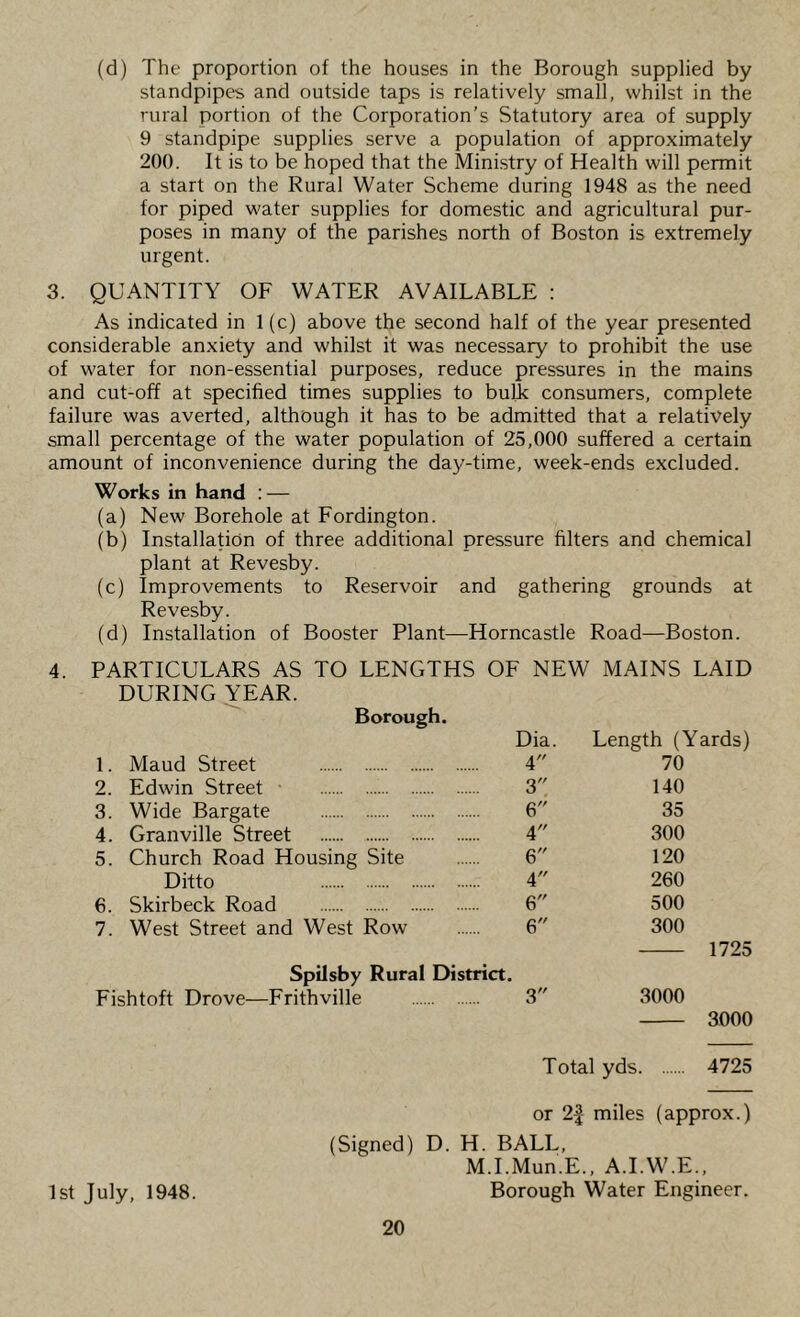 (d) The proportion of the houses in the Borough supplied by
standpipes and outside taps is relatively small, whilst in the
rural portion of the Corporation's Statutory area of supply
9 standpipe supplies serve a population of approximately
200. It is to be hoped that the Ministry of Health will permit
a start on the Rural Water Scheme during 1948 as the need
for piped water supplies for domestic and agricultural pur-
poses in many of the parishes north of Boston is extremely
urgent.
3. QUANTITY OF WATER AVAILABLE :
As indicated in 1 (c) above the second half of the year presented
considerable anxiety and whilst it was necessary to prohibit the use
of water for non-essential purposes, reduce pressures in the mains
and cut-off at specified times supplies to bulk consumers, complete
failure was averted, although it has to be admitted that a relatively
small percentage of the water population of 25,000 suffered a certain
amount of inconvenience during the day-time, week-ends excluded.
Works in hand : —
(a) New Borehole at Fordington.
(b) Installation of three additional pressure filters and chemical
plant at Revesby.
(c) Improvements to Reservoir and gathering grounds at
Revesby.
(d) Installation of Booster Plant—Horncastle Road—Boston.
4. PARTICULARS AS TO LENGTHS OF NEW MAINS LAID
DURING YEAR.
Borough.
Dia. Length (Yards)
1. Maud Street ...... ...... ...... ...... 4" 70
2. Edwin Street ...... ...... ...... ...... 3" 140
3. Wide Bargate ...... ...... ...... ...... 6" 35
4. Granville Street ...... ...... ...... ...... 4" 300
5. Church Road Housing Site ...... 6" 120
Ditto ...... ...... ...... ...... 4" 260
6. Skirbeck Road ...... ...... ...... ...... 6" 500
7. West Street and West Row ...... 6" 300
—— 1725
Spilsby Rural District.
Fishtoft Drove—Frithville ...... ...... 3" 3000
—— 3000
Total yds. ...... 4725
or 2¾ miles (approx.)
(Signed) D. H. BALL,
M.I.Mun.E., A.I.W.E.,
1st July, 1948. Borough Water Engineer.
20